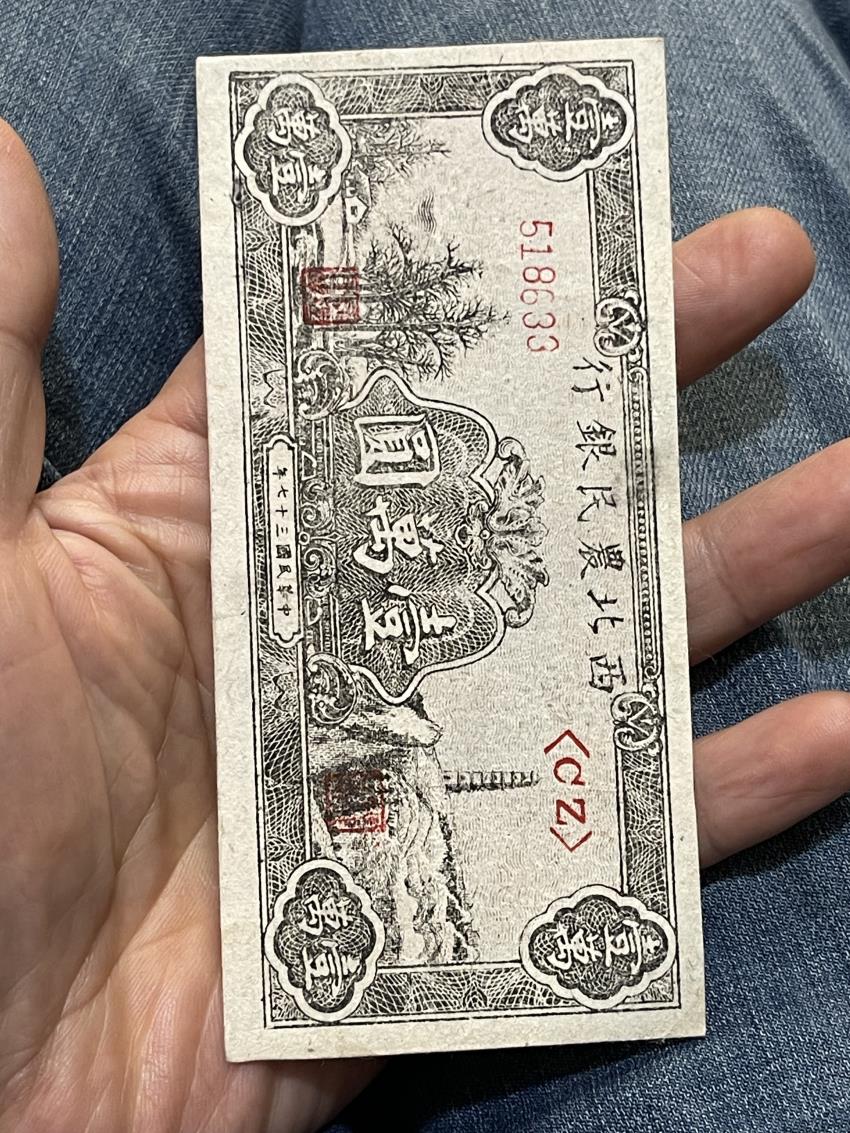 壹萬
西北農民銀行
壹萬
518633
<CZ>
壹萬圓
壹萬
中華民國三十七年
壹萬